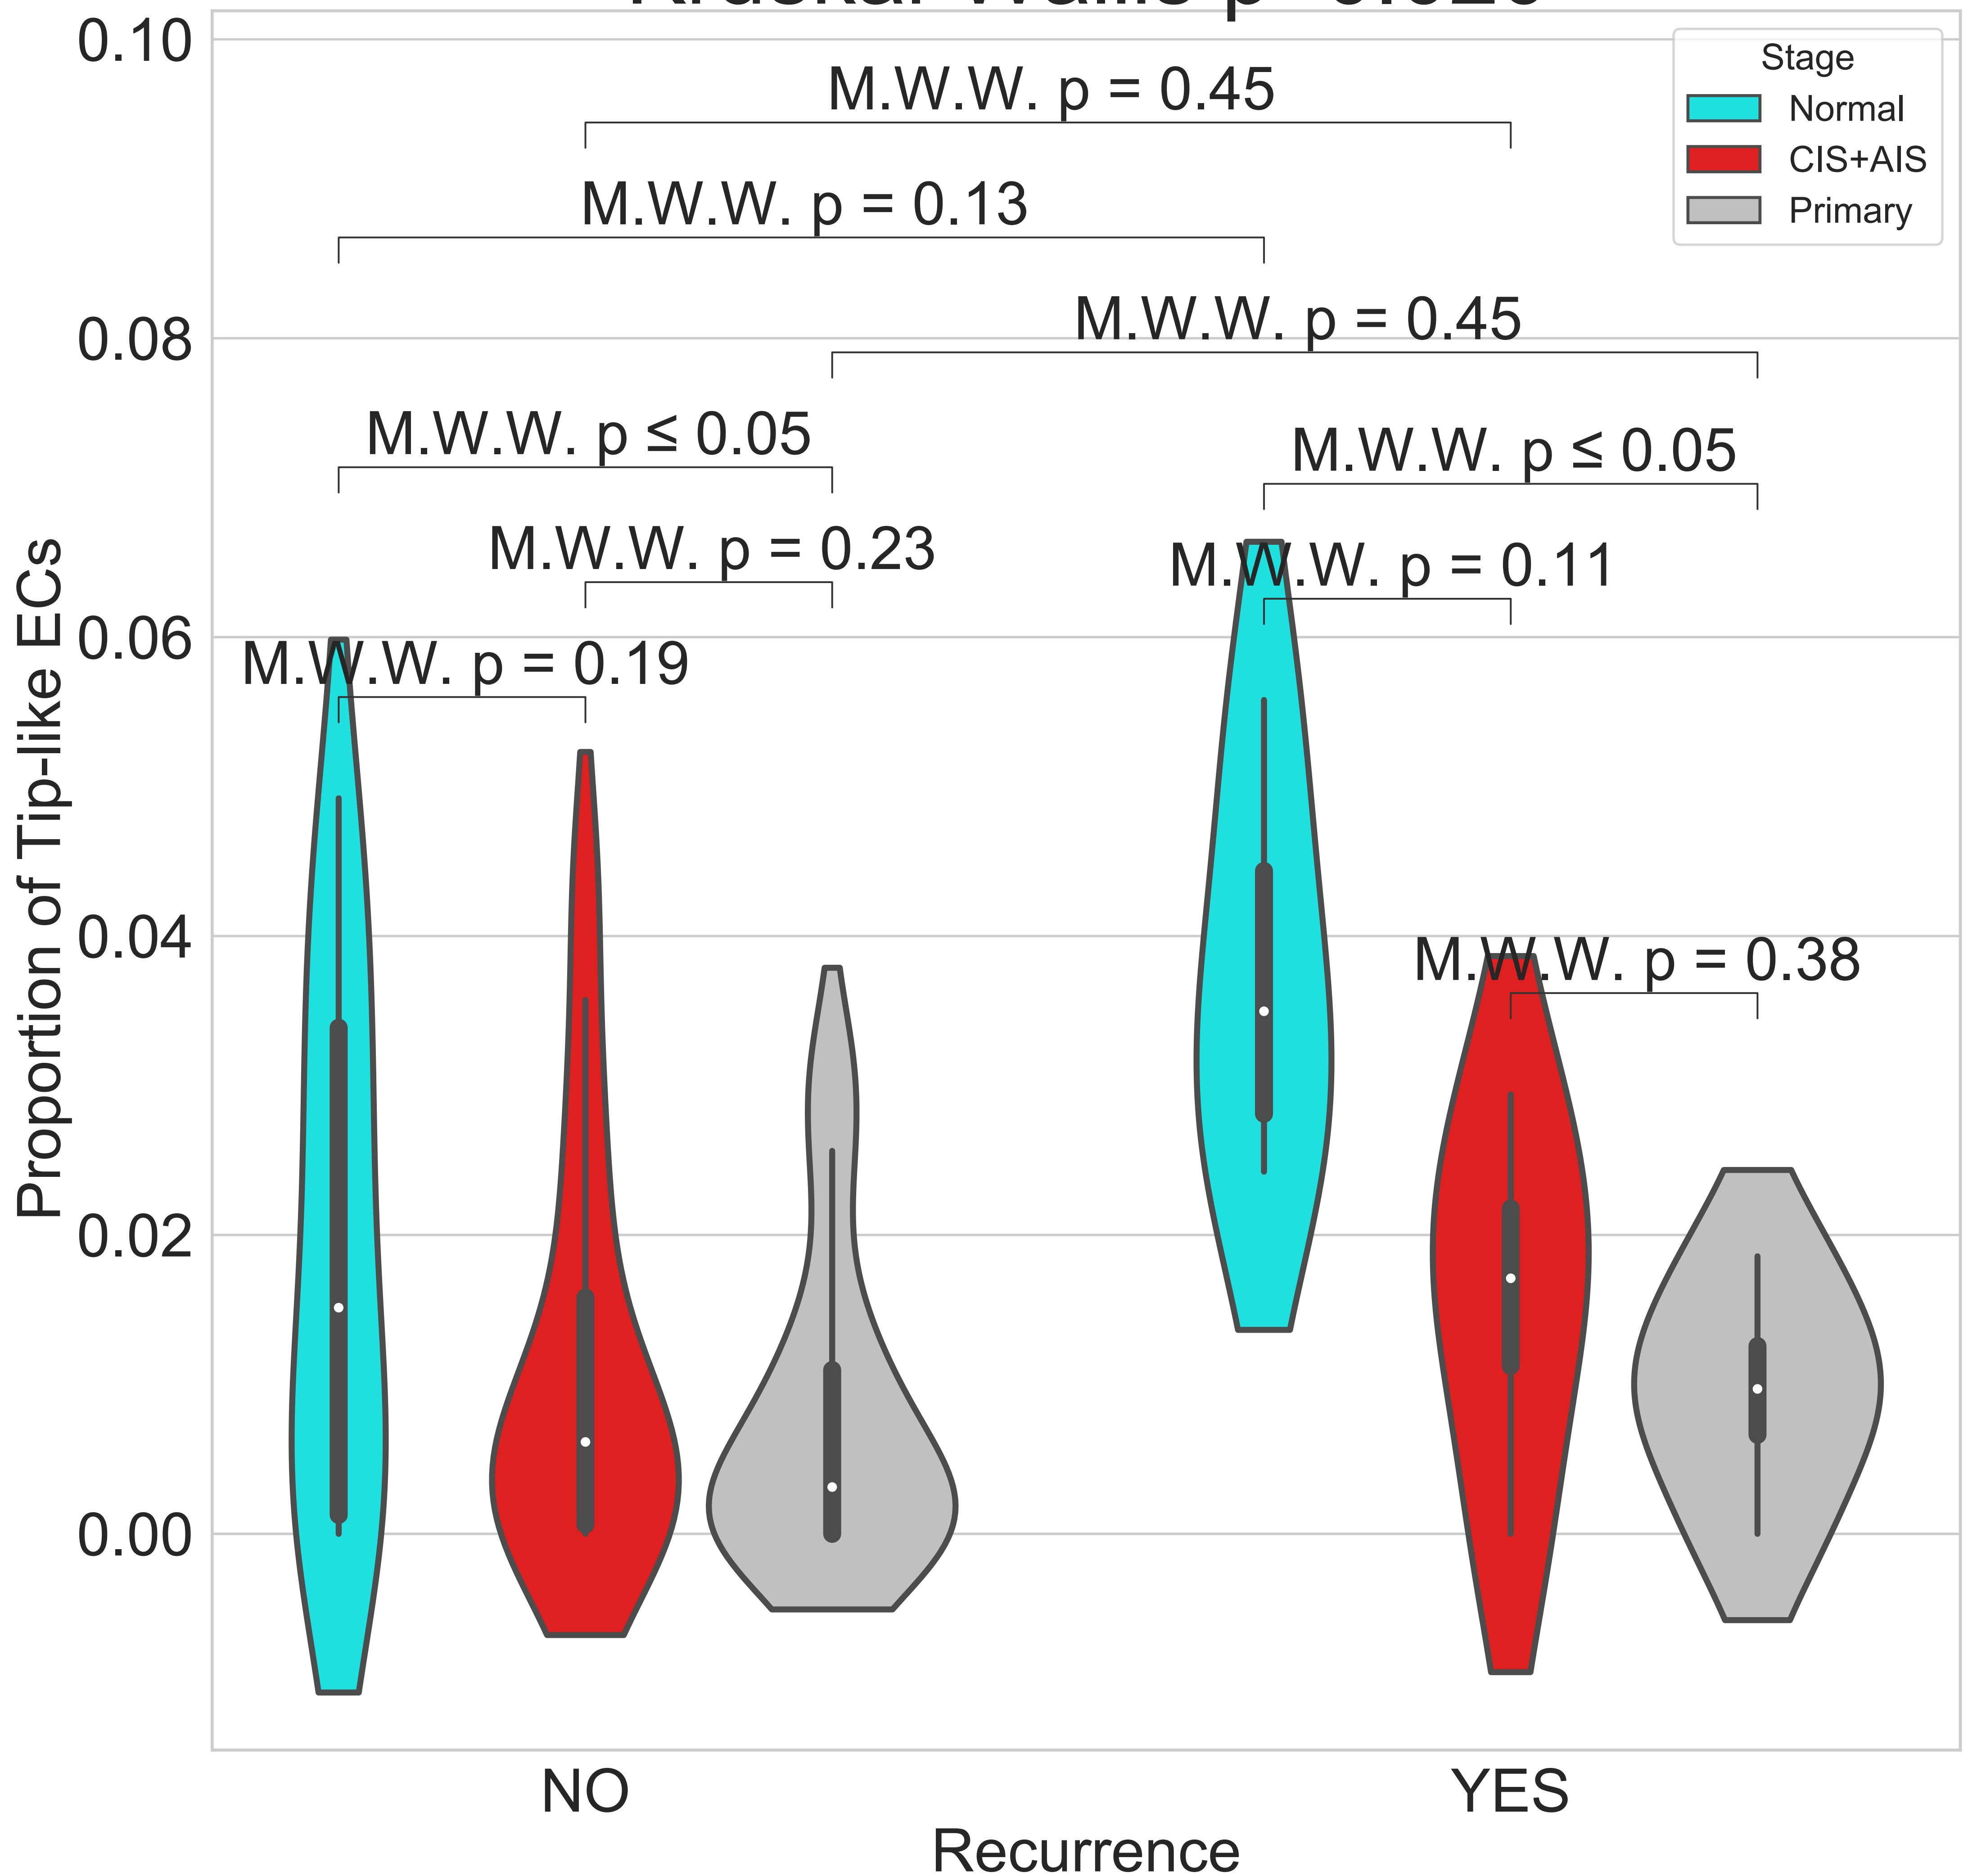 0.10
0.08
0.06
0.04
0.02
0.00
Proportion of Tip-like ECs
M.W.W. p = 0.45
M.W.W. p = 0.13
M.W.W. p = 0.45
M.W.W. p ≤ 0.05
M.W.W. p ≤ 0.05
M.W.W. p = 0.23
M.W.W. p = 0.11
M.W.W. p = 0.19
M.W.W. p = 0.38
Stage
Normal
CIS+AIS
Primary
NO
YES
Recurrence